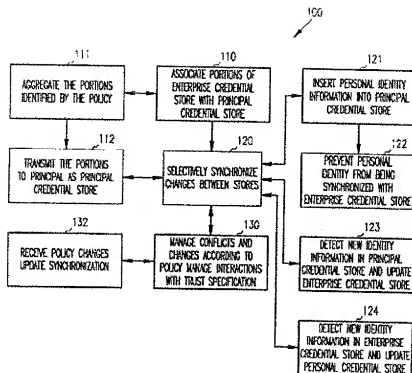 100
111
AGGREGATE THE PORTIONS
IDENTIFIED BY THE POLICY
110
ASSOCIATE PORTIONS OF
ENTERPRISE CREDENTIAL
STORE WITH PRINCIPAL
CREDENTIAL STORE
121
INSERT PERSONAL IDENTITY
INFORMATION INTO PRINCIPAL
CREDENTIAL STORE
112
TRANSMIT THE PORTIONS
TO PRINCIPAL AS PRINCIPAL
CREDENTIAL STORE
120
SELECTIVELY SYNCHRONIZE
CHANGES BETWEEN STORES
122
PREVENT PERSONAL
IDENTITY FROM BEING
SYNCHRONIZED WITH
ENTERPRISE CREDENTIAL STORE
132
RECEIVE POLICY CHANGES
UPDATE SYNCHRONIZATION
130
MANAGE CONFLICTS AND
CHANGES ACCORDING TO
POLICY MANAGE INTERACTIONS
WITH TRUST SPECIFICATION
123
DETECT NEW IDENTITY
INFORMATION IN PRINCIPAL
CREDENTIAL STORE AND UPDATE
ENTERPRISE CREDENTIAL STORE
124
DETECT NEW IDENTITY
INFORMATION IN ENTERPRISE
CREDENTIAL STORE AND UPDATE
PERSONAL CREDENTIAL STORE